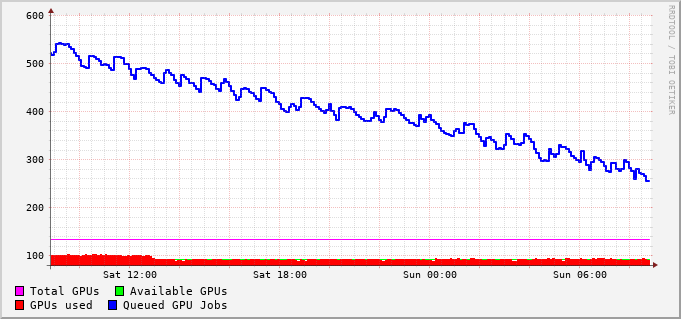 600
500
400
300
200
100
Sat 12:00 Sat 18:00 Sun 00:00 Sun 06:00
Total GPUs Available GPUs
GPUs used Queued GPU Jobs
RRDTOOL / TOBI OETIKER